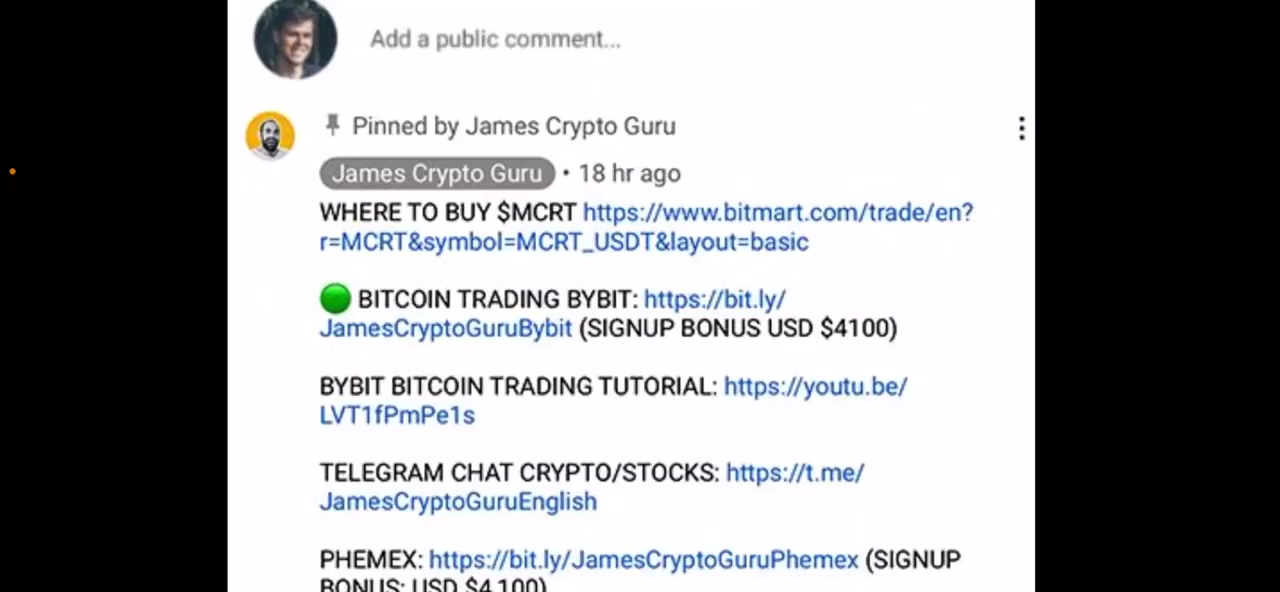 Add a public comment...
Pinned by James Crypto Guru
James Crypto Guru • 18 hr ago
WHERE TO BUY $MCRT https://www.bitmart.com/trade/en?
r=MCRT&symbol=MCRT_USDT&layout=basic
🟢 BITCOIN TRADING BYBIT: https://bit.ly/
JamesCryptoGuruBybit (SIGNUP BONUS USD $4100)
BYBIT BITCOIN TRADING TUTORIAL: https://youtu.be/
LVT1fPmPe1s
TELEGRAM CHAT CRYPTO/STOCKS: https://t.me/
JamesCryptoGuruEnglish
PHEMEX: https://bit.ly/JamesCryptoGuruPhemex (SIGNUP
BONUS: USD $4,100)